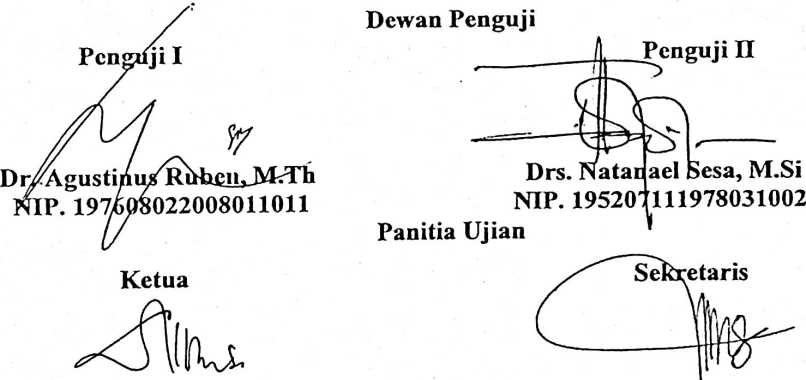 Dewan Penguji
Penguji I
Penguji II
Dr. Agustinus Ruben, M.Th
Drs. Natanael Sesa, M.Si
NIP. 197608022008011011
NIP. 195207111978031002
Panitia Ujian
Ketua
Sekretaris